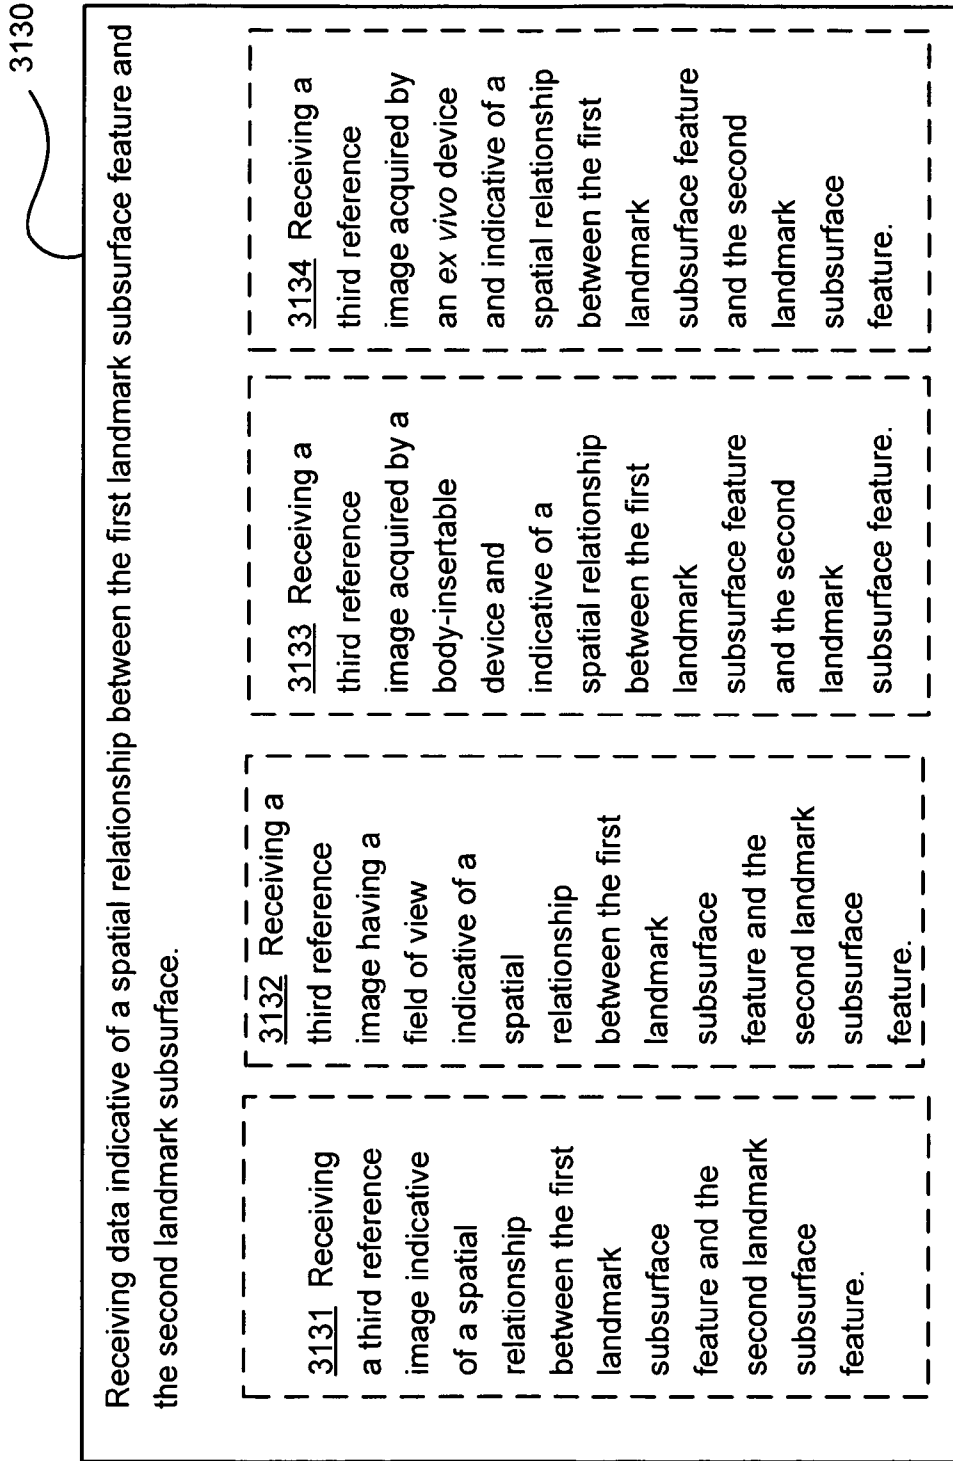 3130
Receiving data indicative of a spatial relationship between the first landmark subsurface feature and
the second landmark subsurface.
3131 Receiving
a third reference
image indicative
of a spatial
relationship
between the first
landmark
subsurface
feature and the
second landmark
subsurface
feature.
3132 Receiving a
third reference
image having a
field of view
indicative of a
spatial
relationship
between the first
landmark
subsurface
feature and the
second landmark
subsurface
feature.
3133 Receiving a
third reference
image acquired by a
body-insertable
device and
indicative of a
spatial relationship
between the first
landmark
subsurface feature
and the second
landmark
subsurface feature.
3134 Receiving a
third reference
image acquired by
an ex vivo device
and indicative of a
spatial relationship
between the first
landmark
subsurface feature
and the second
landmark
subsurface
feature.